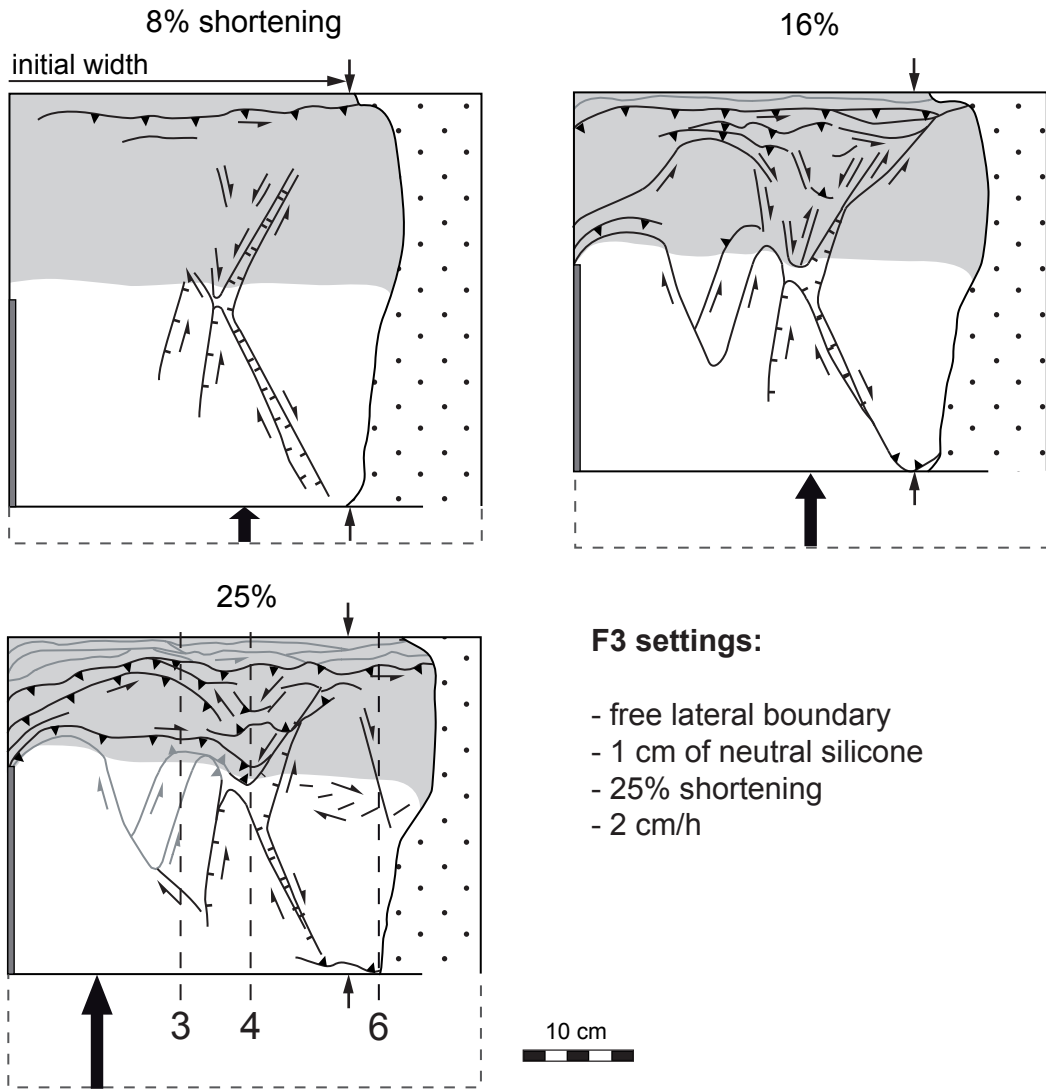 8% shortening
initial width
16%
25%
F3 settings:
- free lateral boundary
- 1 cm of neutral silicone
- 25% shortening
- 2 cm/h
3 4 6
10 cm